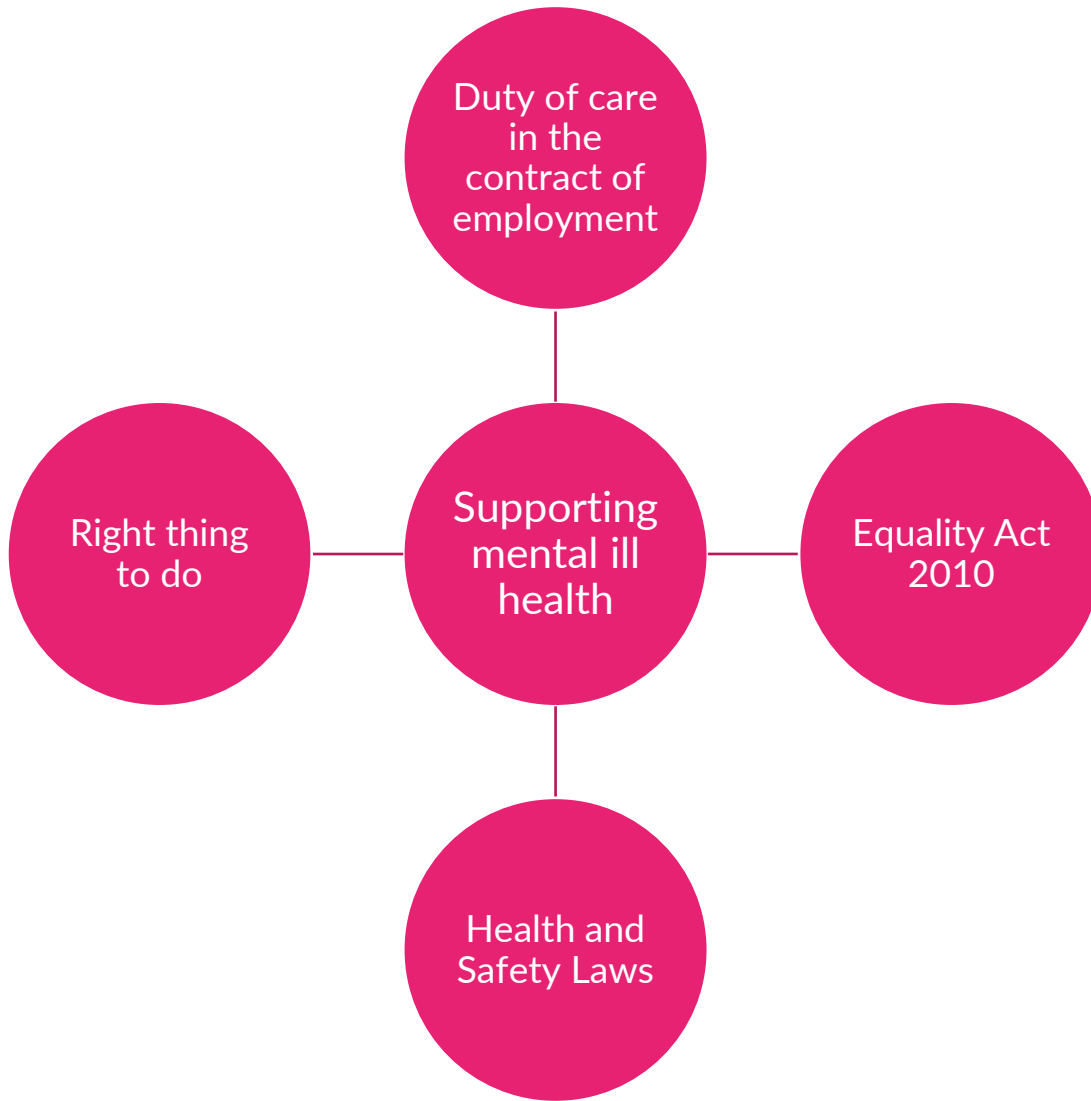 Duty of care
in the
contract of
employment
Right thing
to do
Supporting
mental ill
health
Equality Act
2010
Health and
Safety Laws